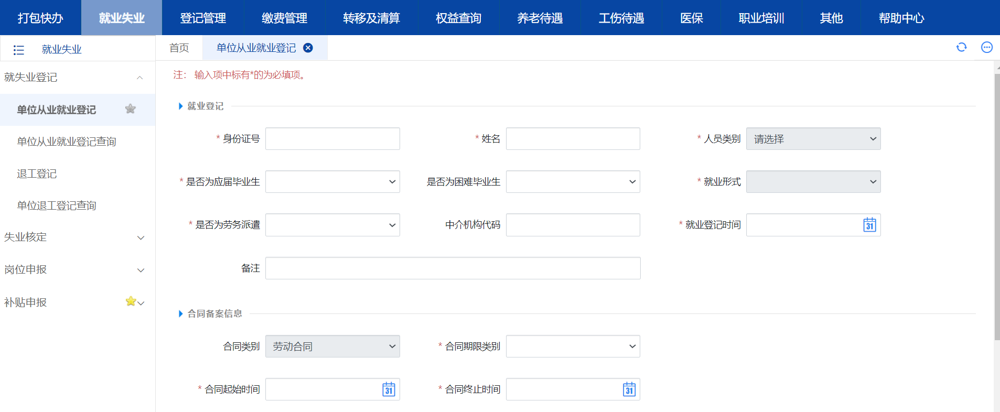 打包快办 就业失业 登记管理 缴费管理 转移及清算 权益查询 养老待遇 工伤待遇 医保 职业培训 其他 帮助中心
就业失业
首页 单位从业就业登记
就失业登记
单位从业就业登记
单位从业就业登记查询
退工登记
单位退工登记查询
失业核定
岗位申报
补贴申报
注： 输入项中标有*的为必填项。
就业登记
* 身份证号 * 姓名 * 人员类别 请选择
* 是否为应届毕业生 是否为困难毕业生 * 就业形式
* 是否为劳务派遣 中介机构代码 * 就业登记时间 31
备注
合同备案信息
合同类别 劳动合同 * 合同期限类别
* 合同起始时间 31 * 合同终止时间 31